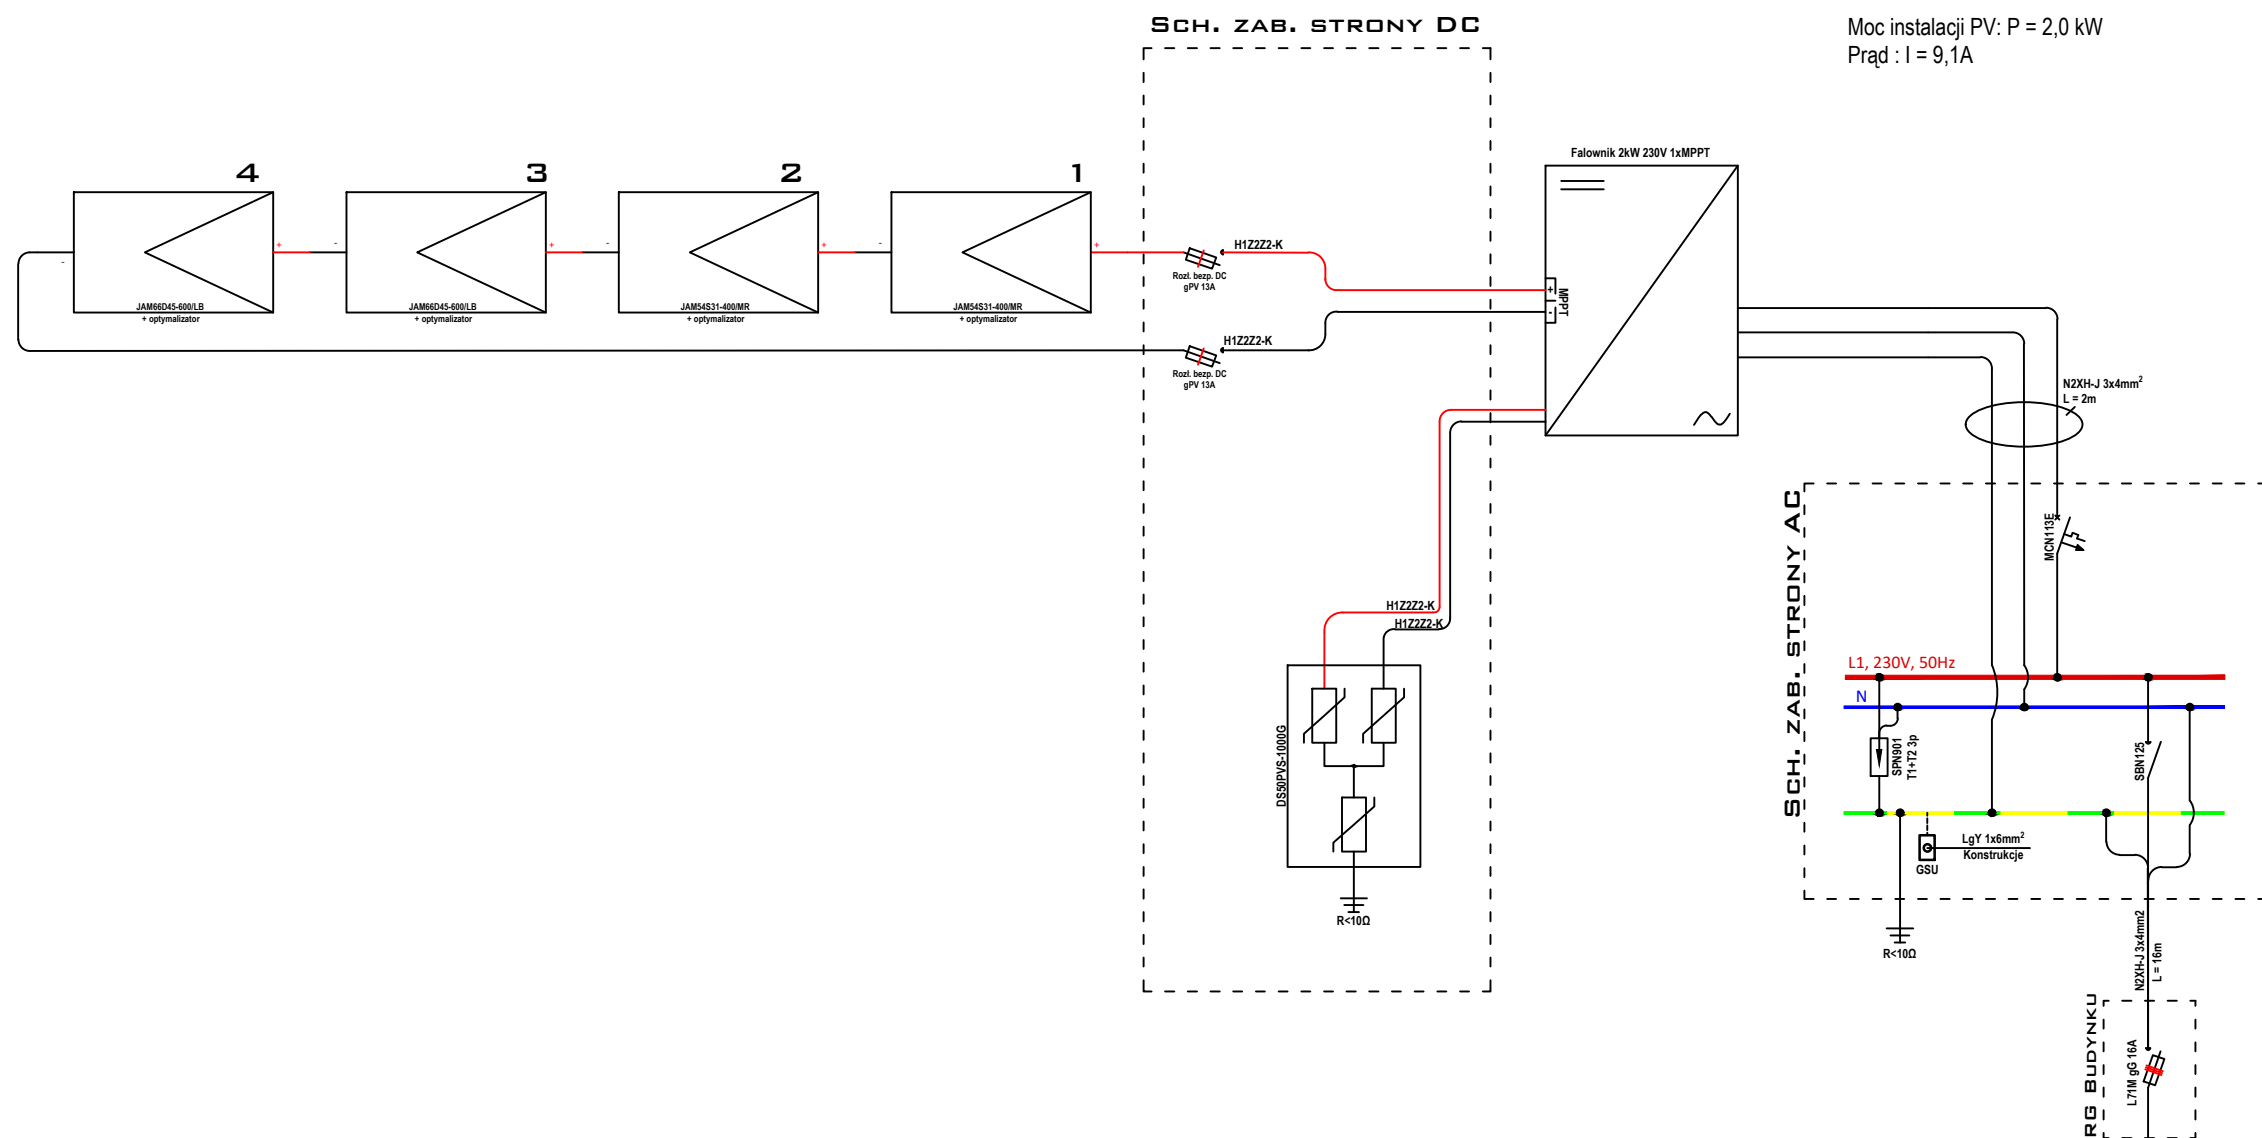 SCH. ZAB. STRONY DC
Moc instalacji PV: P = 2,0 kW
Prąd : I = 9,1A
Falownik 2kW 230V 1xMPPT
4
3
2
1
- + - + - + - +
JAM66D45-600/LB
+ optymalizator
JAM66D45-600/LB
+ optymalizator
JAM54S31-400/MR
+ optymalizator
JAM54S31-400/MR
+ optymalizator
H1Z2Z2-K
Rozł. bezp. DC
gPV 13A
H1Z2Z2-K
Rozł. bezp. DC
gPV 13A
+
-
MPPT
N2XH-J 3x4mm²
L = 2m
SCH. ZAB. STRONY AC
MCN113E
H1Z2Z2-K
H1Z2Z2-K
DS50PVS-1000G
R<10Ω
L1, 230V, 50Hz
N
SPN901
T1+T2 3p
SBN125
LgY 1x6mm²
Konstrukcje
GSU
R<10Ω
N2XH-J 3x4mm2
L = 16m
RG BUDYNKU
L71M gG 16A